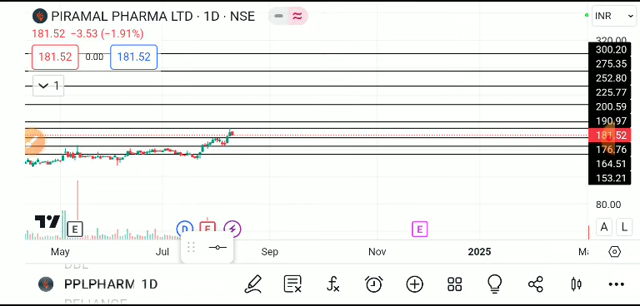 PIRAMAL PHARMA LTD · 1D · NSE
INR
181.52 −3.53 (−1.91%)
181.52 0.00 181.52
1
320.00
300.20
275.35
252.80
225.77
200.59
190.97
181.52
176.76
164.51
153.21
80.00
E D E E
A L
May Jul Sep Nov 2025
PPLPHARM 1D
RELIANCE